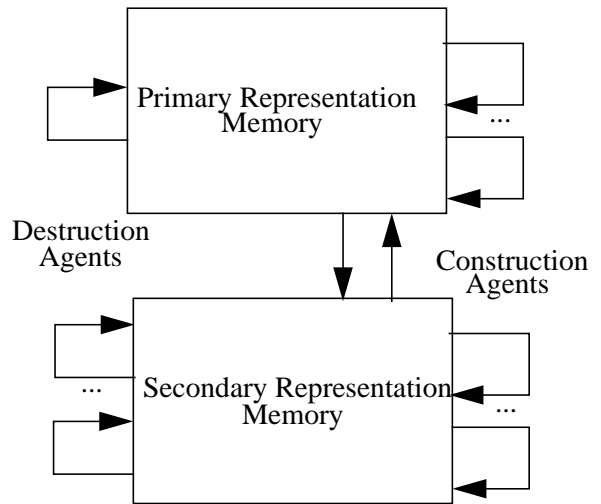 Primary Representation
Memory
...
Destruction
Agents
Construction
Agents
...
Secondary Representation
Memory
...